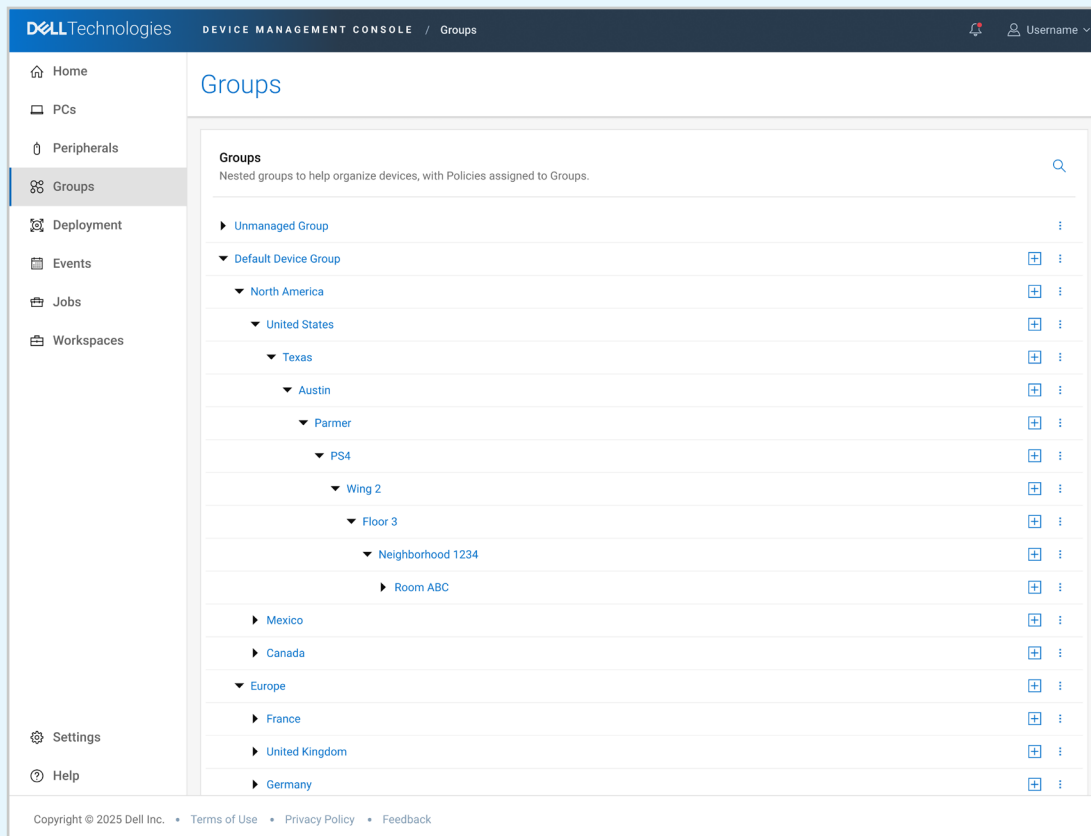 DELLTechnologies DEVICE MANAGEMENT CONSOLE / Groups Username
Home
PCs
Peripherals
Groups
Deployment
Events
Jobs
Workspaces
Settings
Help
Groups
Groups
Nested groups to help organize devices, with Policies assigned to Groups.
Unmanaged Group
Default Device Group
North America
United States
Texas
Austin
Parmer
PS4
Wing 2
Floor 3
Neighborhood 1234
Room ABC
Mexico
Canada
Europe
France
United Kingdom
Germany
Copyright © 2025 Dell Inc. • Terms of Use • Privacy Policy • Feedback